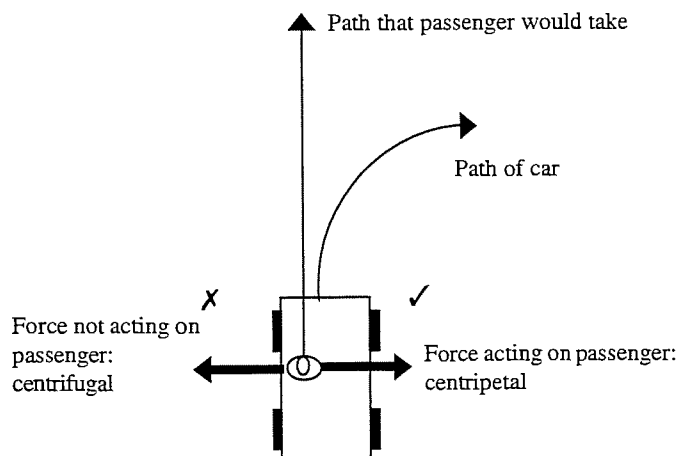 Path that passenger would take
Path of car
✗
✓
Force not acting on
passenger:
centrifugal
Force acting on passenger:
centripetal